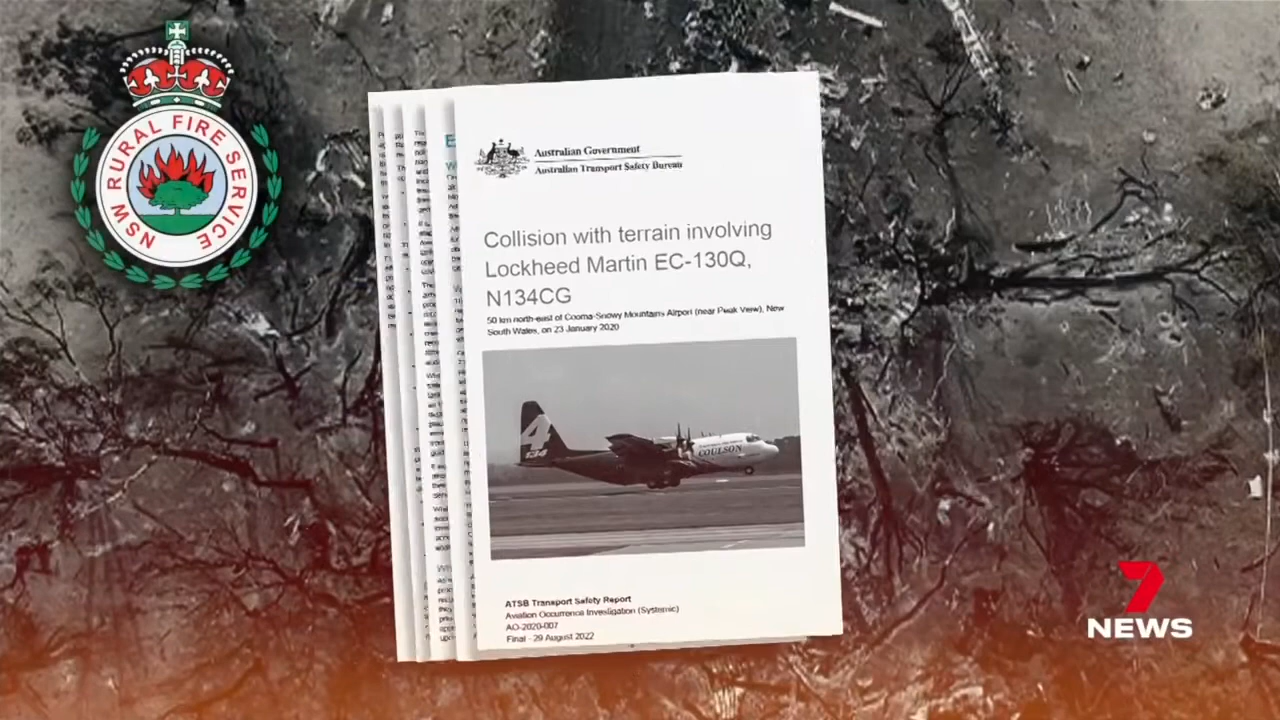 NSW RURAL FIRE SERVICE
Australian Government
Australian Transport Safety Bureau
Collision with terrain involving
Lockheed Martin EC-130Q,
N134CG
50 km north-east of Cooma-Snowy Mountains Airport (near Peak View), New
South Wales, on 23 January 2020
4
134
COULSON
ATSB Transport Safety Report
Aviation Occurrence Investigation (Systemic)
AO-2020-007
Final - 29 August 2022
7
NEWS